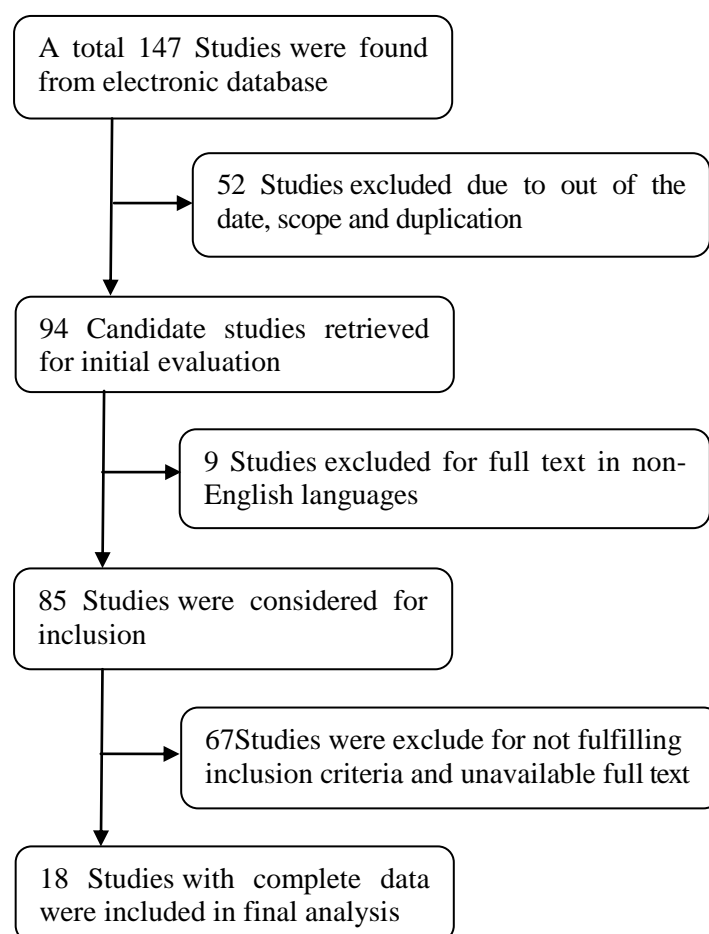 A total 147 Studies were found
from electronic database
52 Studies excluded due to out of the
date, scope and duplication
94 Candidate studies retrieved
for initial evaluation
9 Studies excluded for full text in non-
English languages
85 Studies were considered for
inclusion
67Studies were exclude for not fulfilling
inclusion criteria and unavailable full text
18 Studies with complete data
were included in final analysis